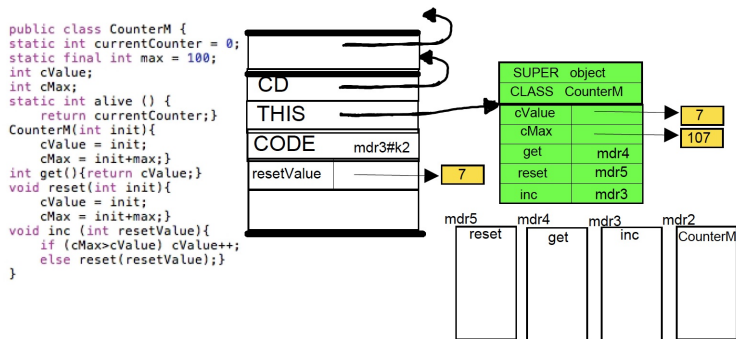 public class CounterM {
static int currentCounter = 0;
static final int max = 100;
int cValue;
int cMax;
static int alive () {
return currentCounter;}
CounterM(int init){
cValue = init;
cMax = init+max;}
int get(){return cValue;}
void reset(int init){
cValue = init;
cMax = init+max;}
void inc (int resetValue){
if (cMax>cValue) cValue++;
else reset(resetValue);}
}
CD
THIS
CODE mdr3#k2
resetValue 7
SUPER object
CLASS CounterM
cValue 7
cMax 107
get mdr4
reset mdr5
inc mdr3
mdr5 mdr4 mdr3 mdr2
reset get inc CounterM